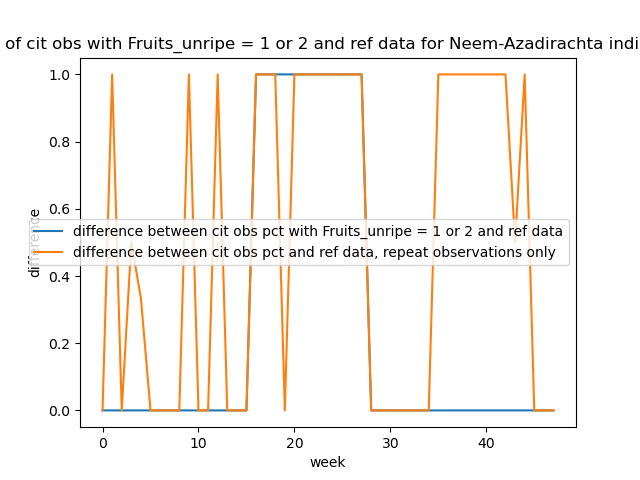 of cit obs with Fruits_unripe = 1 or 2 and ref data for Neem-Azadirachta indi
1.0
0.8
0.6
difference between cit obs pct with Fruits_unripe = 1 or 2 and ref data
difference between cit obs pct and ref data, repeat observations only
difference
0.4
0.2
0.0
0
10
20
30
40
week